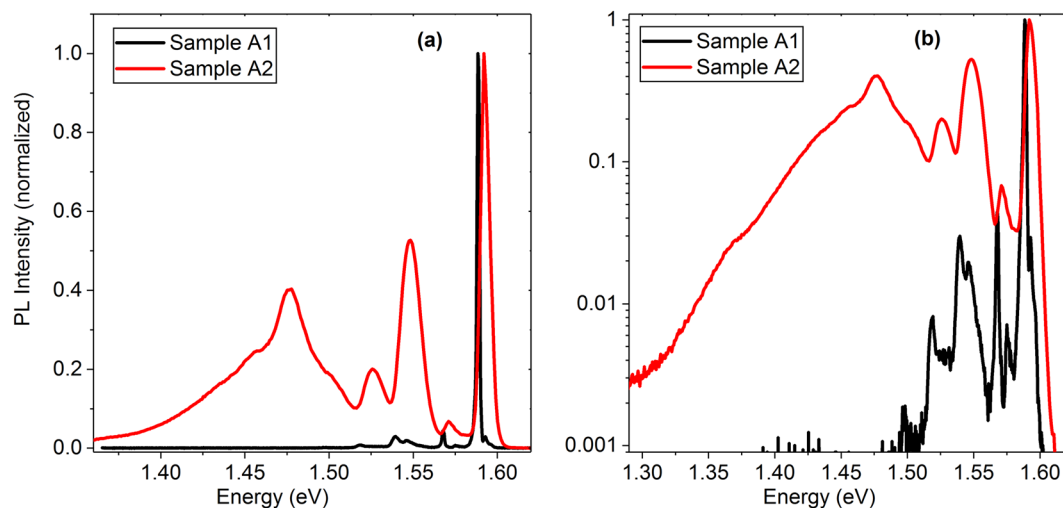 (a)
Sample A1
Sample A2
PL Intensity (normalized)
1.0
0.8
0.6
0.4
0.2
0.0
1.40 1.45 1.50 1.55 1.60
Energy (eV)
(b)
Sample A1
Sample A2
1
0.1
0.01
0.001
1.30 1.35 1.40 1.45 1.50 1.55 1.60
Energy (eV)